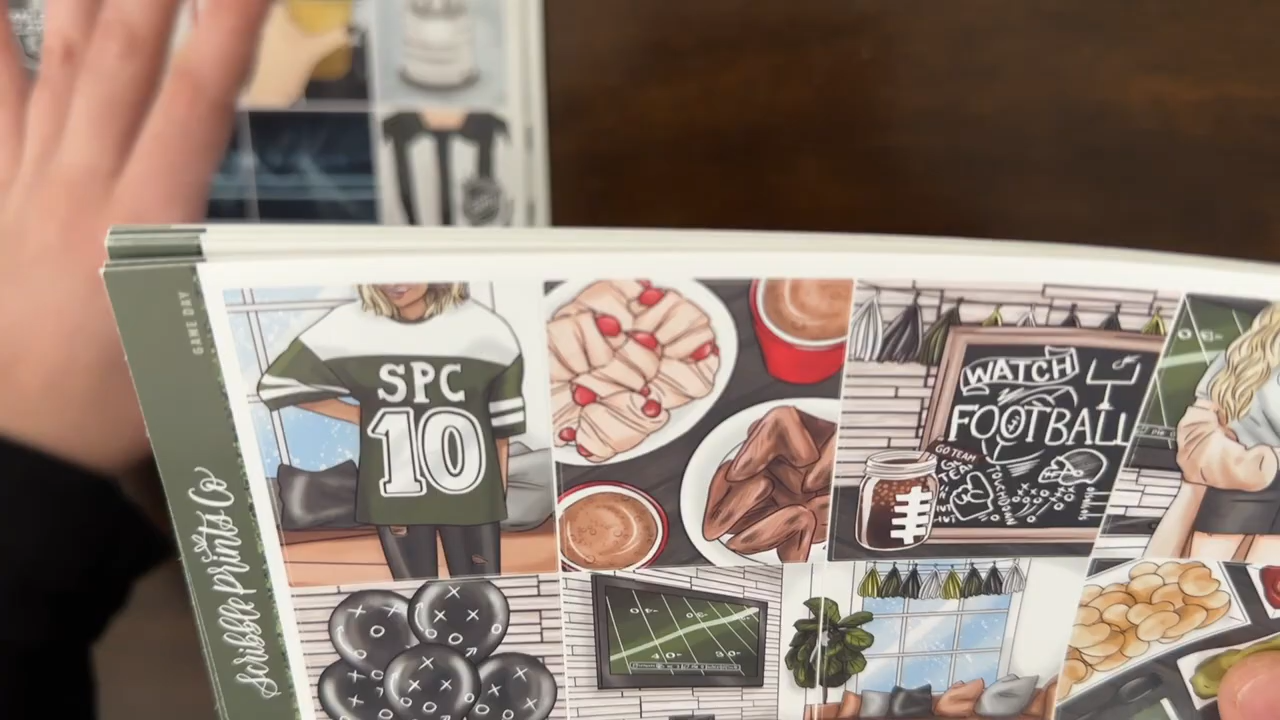 GAME DAY
Scribble Prints Co
SPC
10
WATCH
FOOTBALL
GO TEAM
TOUCHDOWN